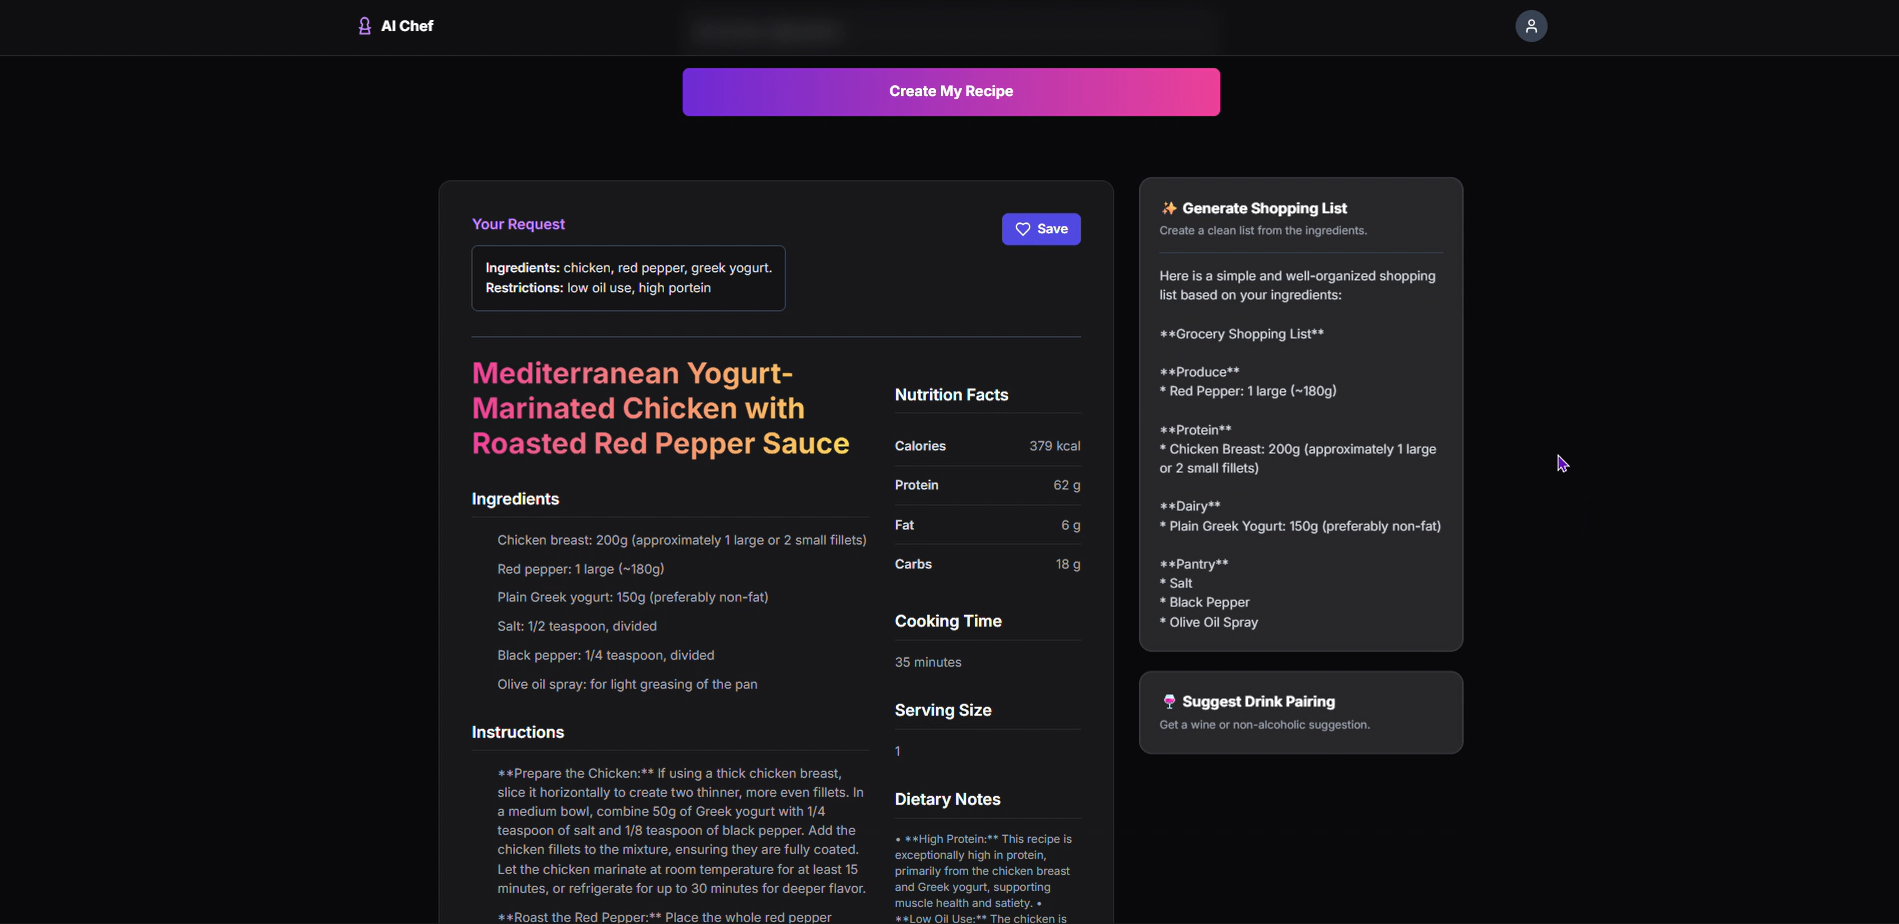 AI Chef
Create My Recipe
Your Request
Save
Ingredients: chicken, red pepper, greek yogurt.
Restrictions: low oil use, high portein
Mediterranean Yogurt-
Marinated Chicken with
Roasted Red Pepper Sauce
Ingredients
Chicken breast: 200g (approximately 1 large or 2 small fillets)
Red pepper: 1 large (~180g)
Plain Greek yogurt: 150g (preferably non-fat)
Salt: 1/2 teaspoon, divided
Black pepper: 1/4 teaspoon, divided
Olive oil spray: for light greasing of the pan
Instructions
**Prepare the Chicken:** If using a thick chicken breast,
slice it horizontally to create two thinner, more even fillets. In
a medium bowl, combine 50g of Greek yogurt with 1/4
teaspoon of salt and 1/8 teaspoon of black pepper. Add the
chicken fillets to the mixture, ensuring they are fully coated.
Let the chicken marinate at room temperature for at least 15
minutes, or refrigerate for up to 30 minutes for deeper flavor.
**Roast the Red Pepper:** Place the whole red pepper
Nutrition Facts
Calories 379 kcal
Protein 62 g
Fat 6 g
Carbs 18 g
Cooking Time
35 minutes
Serving Size
1
Dietary Notes
• **High Protein:** This recipe is
exceptionally high in protein,
primarily from the chicken breast
and Greek yogurt, supporting
muscle health and satiety. •
**Low Oil Use:** The chicken is
✨ Generate Shopping List
Create a clean list from the ingredients.
Here is a simple and well-organized shopping
list based on your ingredients:
**Grocery Shopping List**
**Produce**
* Red Pepper: 1 large (~180g)
**Protein**
* Chicken Breast: 200g (approximately 1 large
or 2 small fillets)
**Dairy**
* Plain Greek Yogurt: 150g (preferably non-fat)
**Pantry**
* Salt
* Black Pepper
* Olive Oil Spray
🍷 Suggest Drink Pairing
Get a wine or non-alcoholic suggestion.